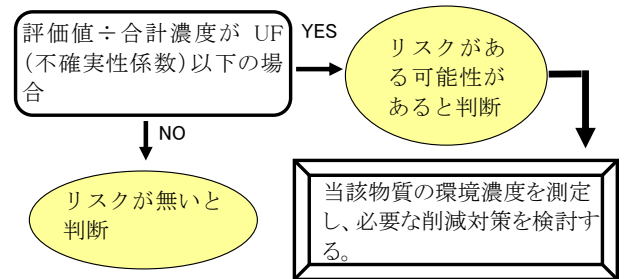 評価値÷合計濃度が UF
(不確実性係数)以下の場
合
YES
リスクがあ
る可能性が
あると判断
NO
リスクが無いと
判断
当該物質の環境濃度を測定
し、必要な削減対策を検討す
る。